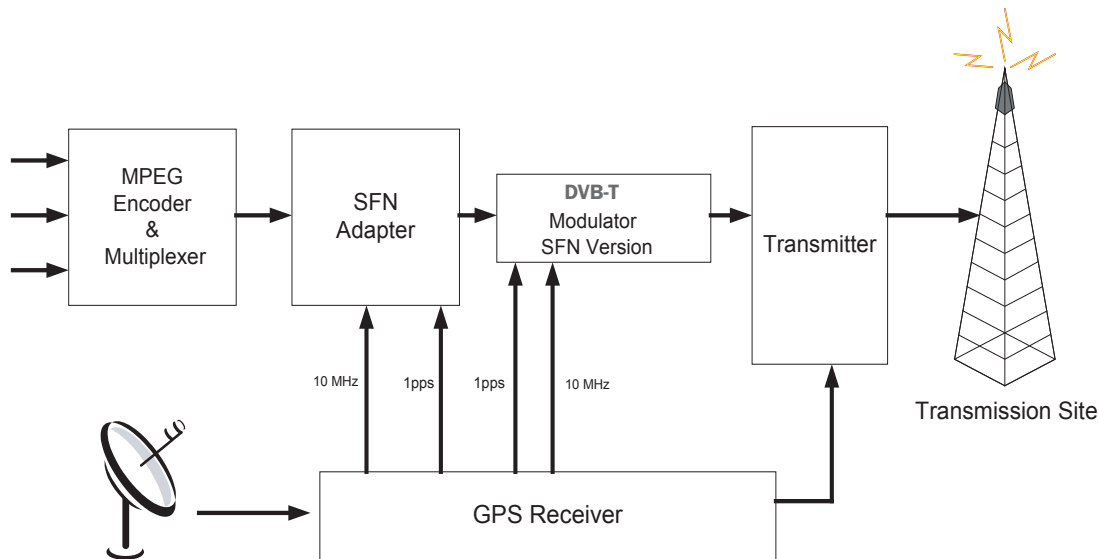 MPEG
Encoder
&
Multiplexer
SFN
Adapter
DVB-T
Modulator
SFN Version
Transmitter
10 MHz
1pps
1pps
10 MHz
Transmission Site
GPS Receiver